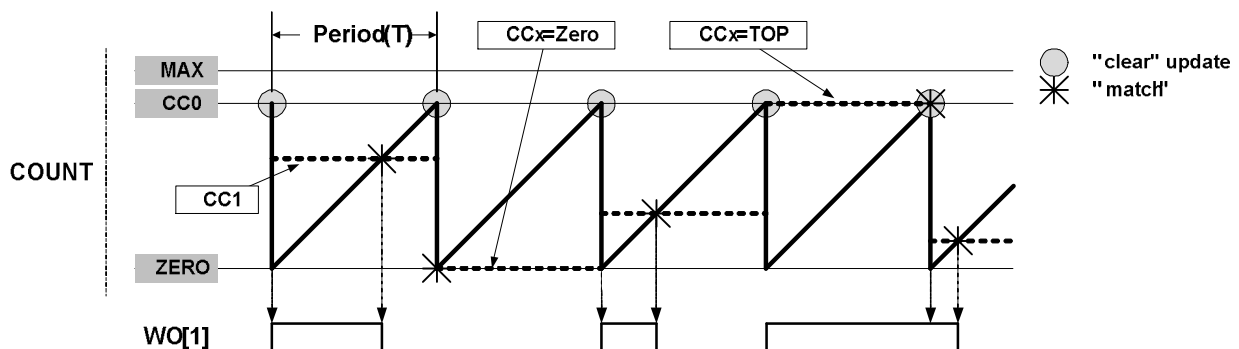 Period(T)
CCx=Zero
CCx=TOP
"clear" update
"match"
MAX
CC0
COUNT
CC1
ZERO
WO[1]